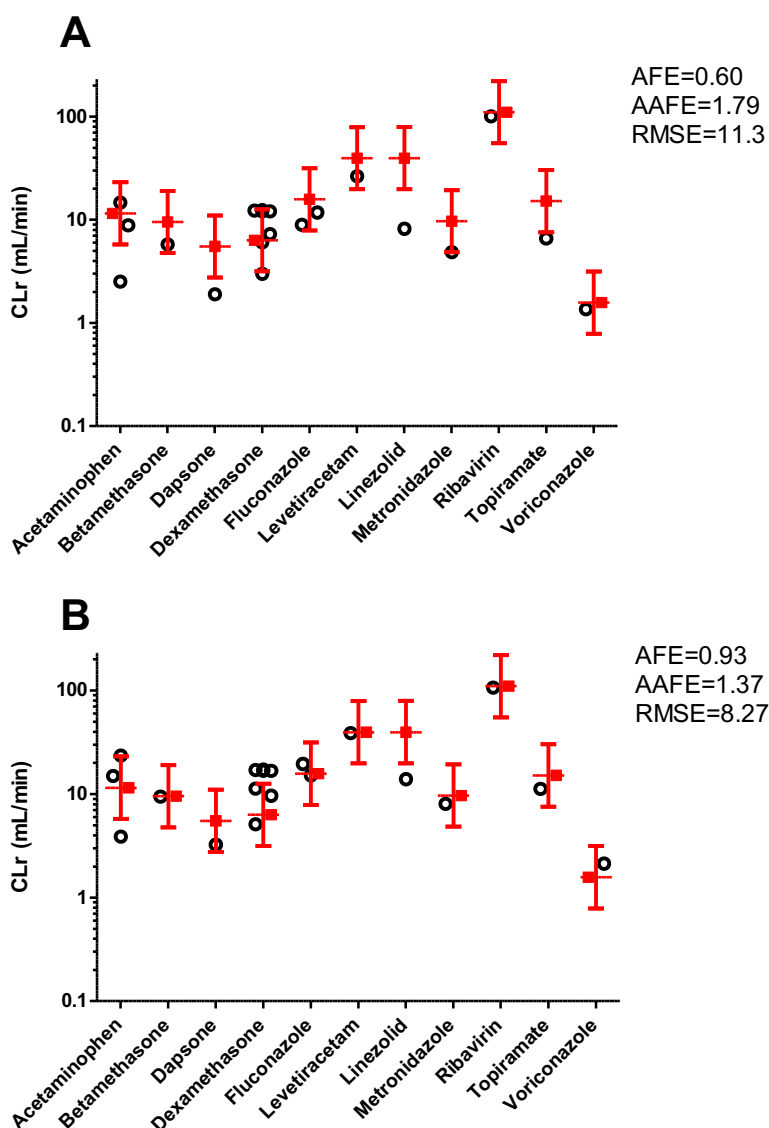 A
AFE=0.60
AAFE=1.79
RMSE=11.3
CLr (mL/min)
100
10
1
0.1
Acetaminophen
Betamethasone
Dapsone
Dexamethasone
Fluconazole
Levetiracetam
Linezolid
Metronidazole
Ribavirin
Topiramate
Voriconazole
B
AFE=0.93
AAFE=1.37
RMSE=8.27
CLr (mL/min)
100
10
1
0.1
Acetaminophen
Betamethasone
Dapsone
Dexamethasone
Fluconazole
Levetiracetam
Linezolid
Metronidazole
Ribavirin
Topiramate
Voriconazole